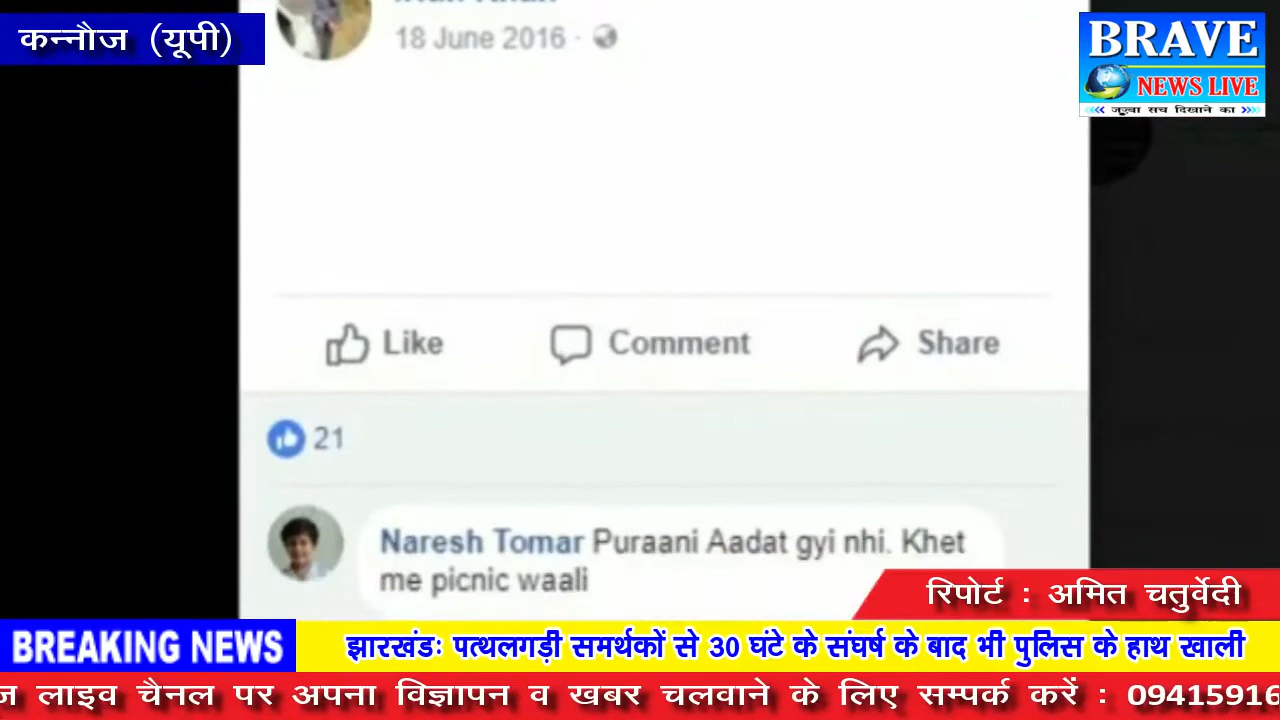 कन्नौज (यूपी)
18 June 2016 ·
BRAVE
NEWS LIVE
जज़्बा सच दिखाने का
Like Comment Share
21
Naresh Tomar Puraani Aadat gyi nhi. Khet
me picnic waali
रिपोर्ट : अमित चतुर्वेदी
BREAKING NEWS झारखंडः पत्थलगड़ी समर्थकों से 30 घंटे के संघर्ष के बाद भी पुलिस के हाथ खाली
ज लाइव चैनल पर अपना विज्ञापन व खबर चलवाने के लिए सम्पर्क करें : 09415916